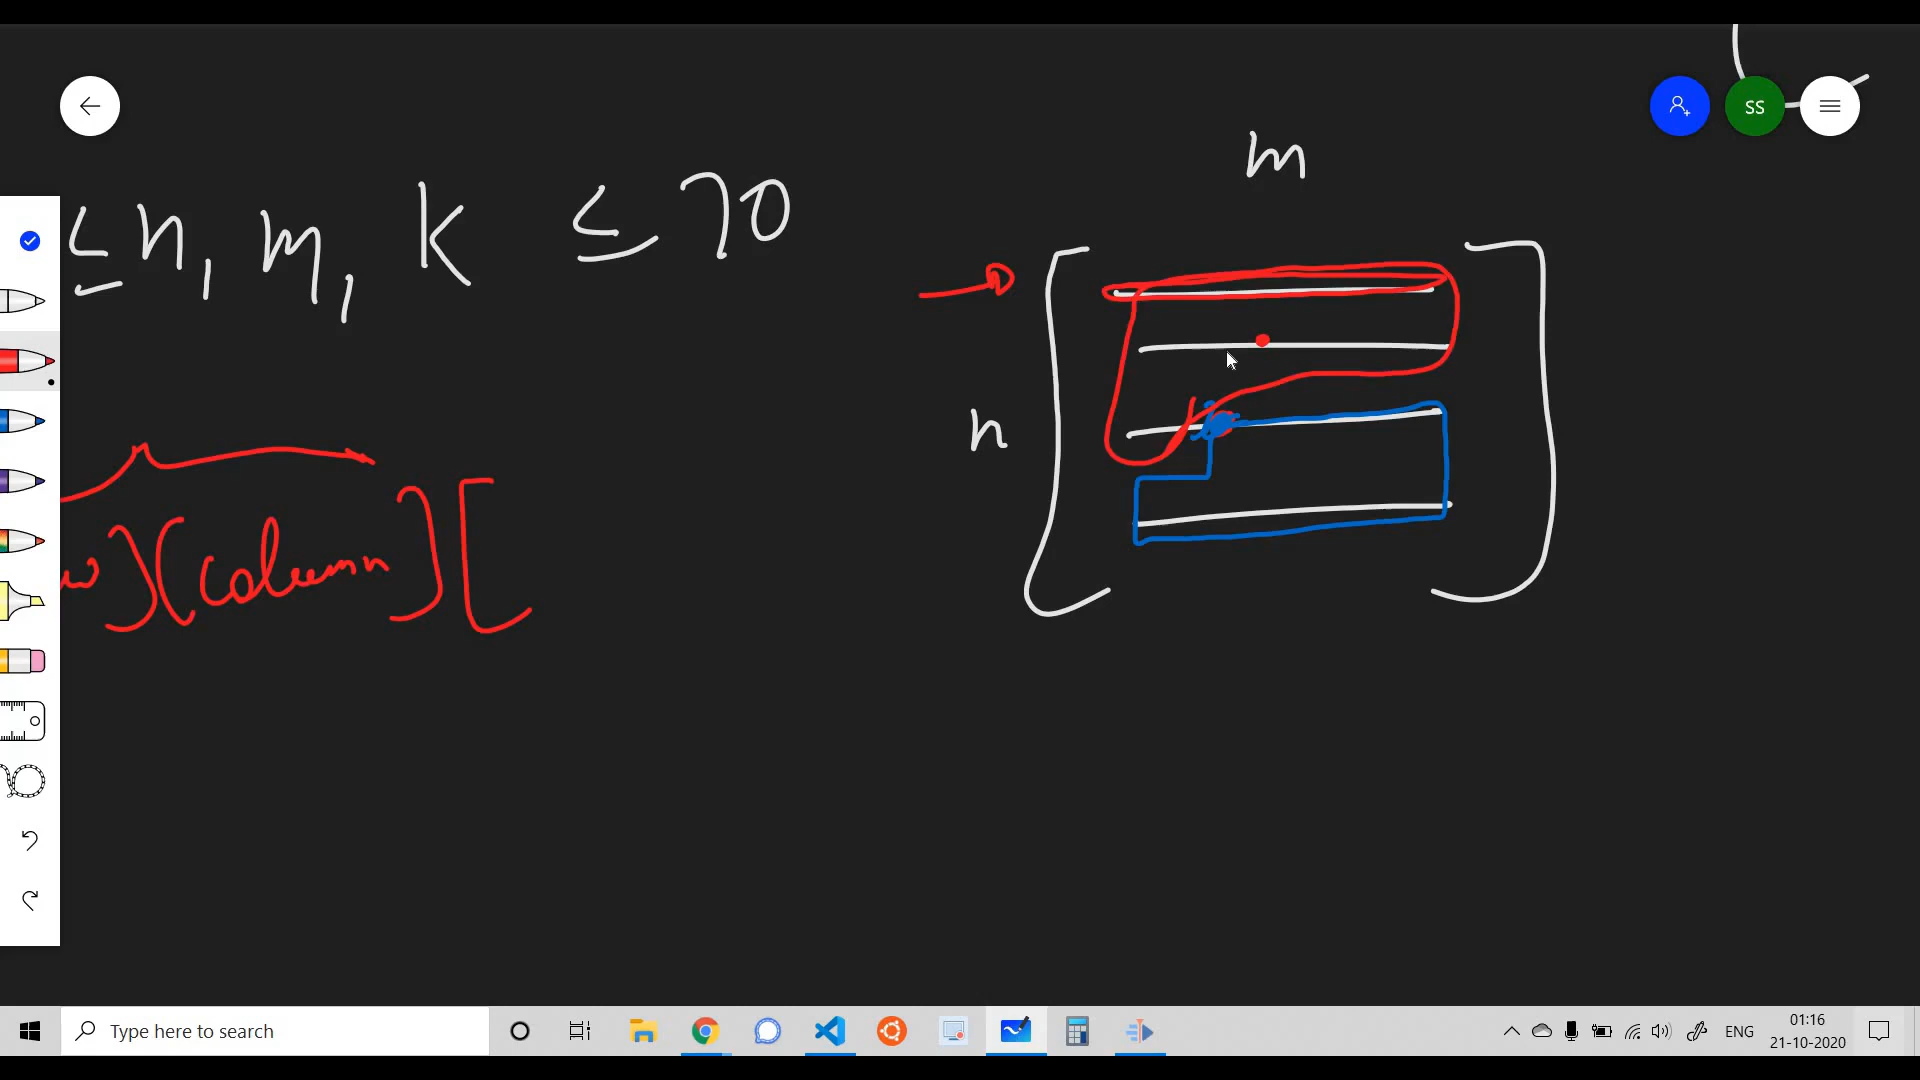 SS
m
≤ n, m, k ≤ 70
n
w][column][
Type here to search
ENG
01:16
21-10-2020